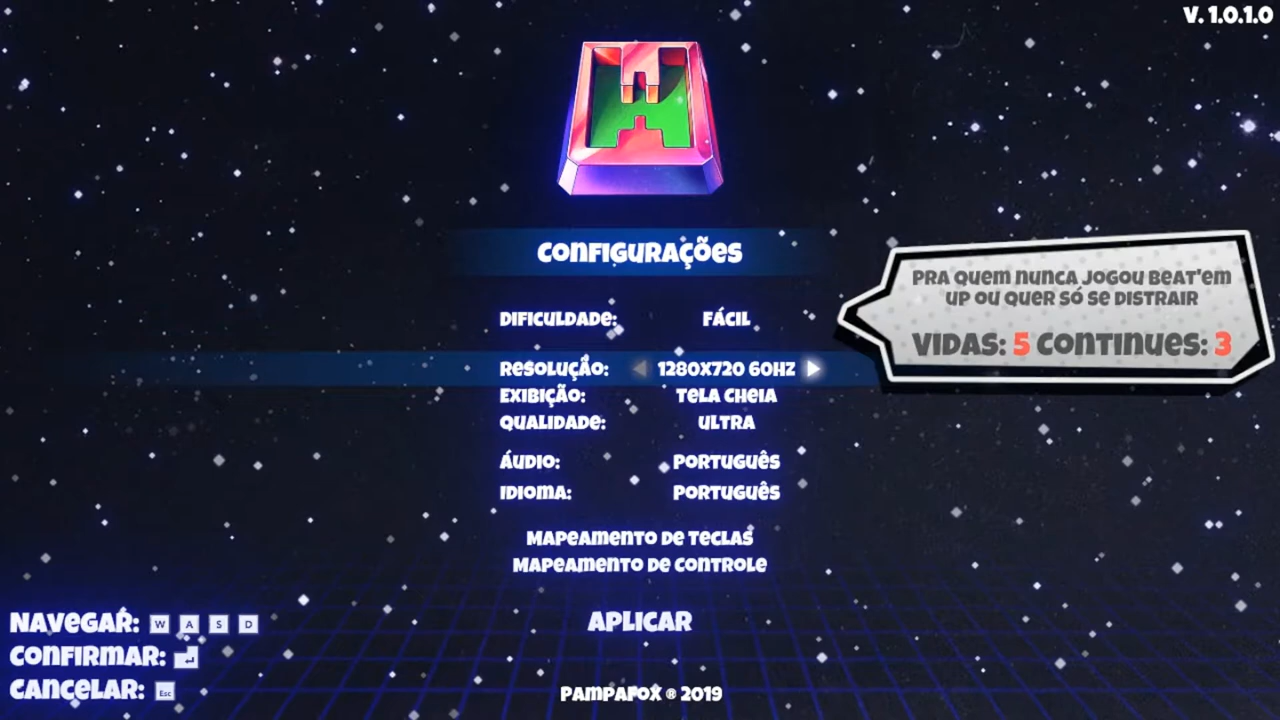 V. 1.0.1.0
CONFIGURAÇÕES
DIFICULDADE: FÁCIL
PRA QUEM NUNCA JOGOU BEAT'EM
UP OU QUER SÓ SE DISTRAIR
VIDAS: 5 CONTINUES: 3
RESOLUÇÃO: 1280X720 60HZ
EXIBIÇÃO: TELA CHEIA
QUALIDADE: ULTRA
ÁUDIO: PORTUGUÊS
IDIOMA: PORTUGUÊS
MAPEAMENTO DE TECLAS
MAPEAMENTO DE CONTROLE
APLICAR
NAVEGAR: W A S D
CONFIRMAR:
CANCELAR: Esc
PAMPAFOX ® 2019